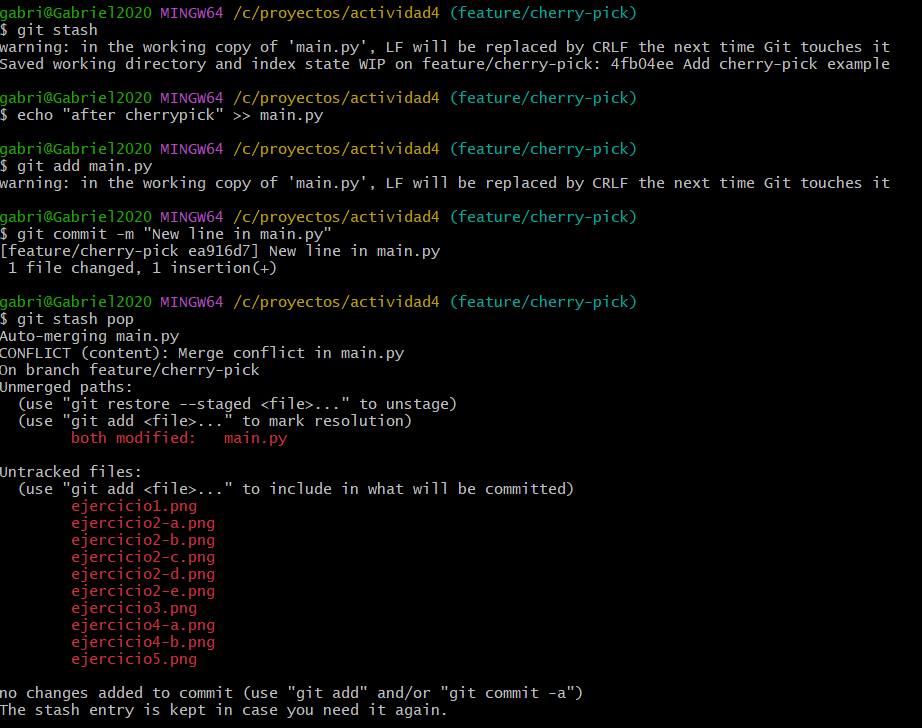 gabri@Gabriel2020 MINGW64 /c/proyectos/actividad4 (feature/cherry-pick)
$ git stash
warning: in the working copy of 'main.py', LF will be replaced by CRLF the next time Git touches it
Saved working directory and index state WIP on feature/cherry-pick: 4fb04ee Add cherry-pick example
gabri@Gabriel2020 MINGW64 /c/proyectos/actividad4 (feature/cherry-pick)
$ echo "after cherrypick" >> main.py
gabri@Gabriel2020 MINGW64 /c/proyectos/actividad4 (feature/cherry-pick)
$ git add main.py
warning: in the working copy of 'main.py', LF will be replaced by CRLF the next time Git touches it
gabri@Gabriel2020 MINGW64 /c/proyectos/actividad4 (feature/cherry-pick)
$ git commit -m "New line in main.py"
[feature/cherry-pick ea916d7] New line in main.py
 1 file changed, 1 insertion(+)
gabri@Gabriel2020 MINGW64 /c/proyectos/actividad4 (feature/cherry-pick)
$ git stash pop
Auto-merging main.py
CONFLICT (content): Merge conflict in main.py
On branch feature/cherry-pick
Unmerged paths:
  (use "git restore --staged <file>..." to unstage)
  (use "git add <file>..." to mark resolution)
        both modified:   main.py
Untracked files:
  (use "git add <file>..." to include in what will be committed)
        ejercicio1.png
        ejercicio2-a.png
        ejercicio2-b.png
        ejercicio2-c.png
        ejercicio2-d.png
        ejercicio2-e.png
        ejercicio3.png
        ejercicio4-a.png
        ejercicio4-b.png
        ejercicio5.png
no changes added to commit (use "git add" and/or "git commit -a")
The stash entry is kept in case you need it again.